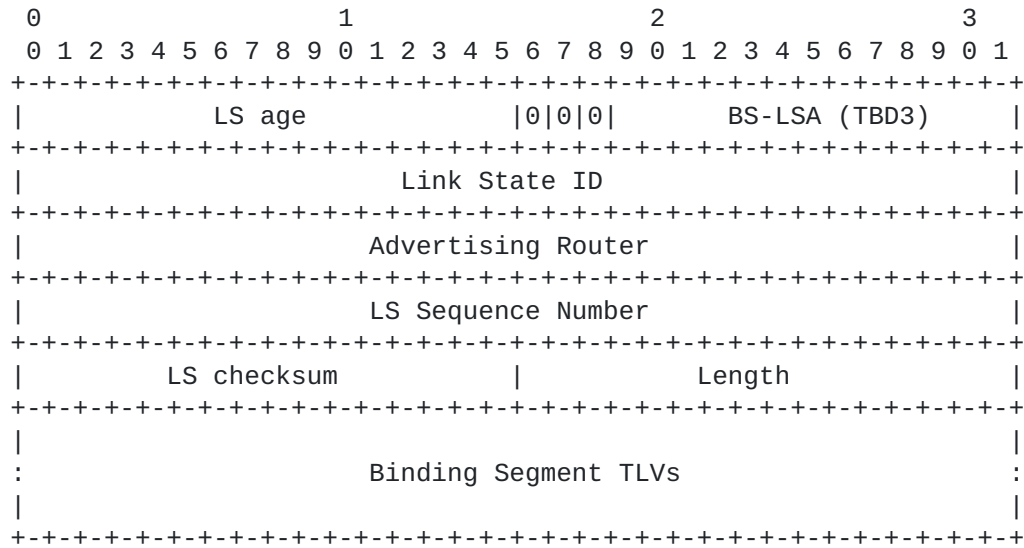 0                   1                   2                   3
 0 1 2 3 4 5 6 7 8 9 0 1 2 3 4 5 6 7 8 9 0 1 2 3 4 5 6 7 8 9 0 1
+-+-+-+-+-+-+-+-+-+-+-+-+-+-+-+-+-+-+-+-+-+-+-+-+-+-+-+-+-+-+-+-+
|            LS age             |0|0|0|       BS-LSA (TBD3)     |
+-+-+-+-+-+-+-+-+-+-+-+-+-+-+-+-+-+-+-+-+-+-+-+-+-+-+-+-+-+-+-+-+
|                        Link State ID                          |
+-+-+-+-+-+-+-+-+-+-+-+-+-+-+-+-+-+-+-+-+-+-+-+-+-+-+-+-+-+-+-+-+
|                      Advertising Router                       |
+-+-+-+-+-+-+-+-+-+-+-+-+-+-+-+-+-+-+-+-+-+-+-+-+-+-+-+-+-+-+-+-+
|                      LS Sequence Number                       |
+-+-+-+-+-+-+-+-+-+-+-+-+-+-+-+-+-+-+-+-+-+-+-+-+-+-+-+-+-+-+-+-+
|         LS checksum           |           Length              |
+-+-+-+-+-+-+-+-+-+-+-+-+-+-+-+-+-+-+-+-+-+-+-+-+-+-+-+-+-+-+-+-+
|                                                               |
:                      Binding Segment TLVs                     :
|                                                               |
+-+-+-+-+-+-+-+-+-+-+-+-+-+-+-+-+-+-+-+-+-+-+-+-+-+-+-+-+-+-+-+-+